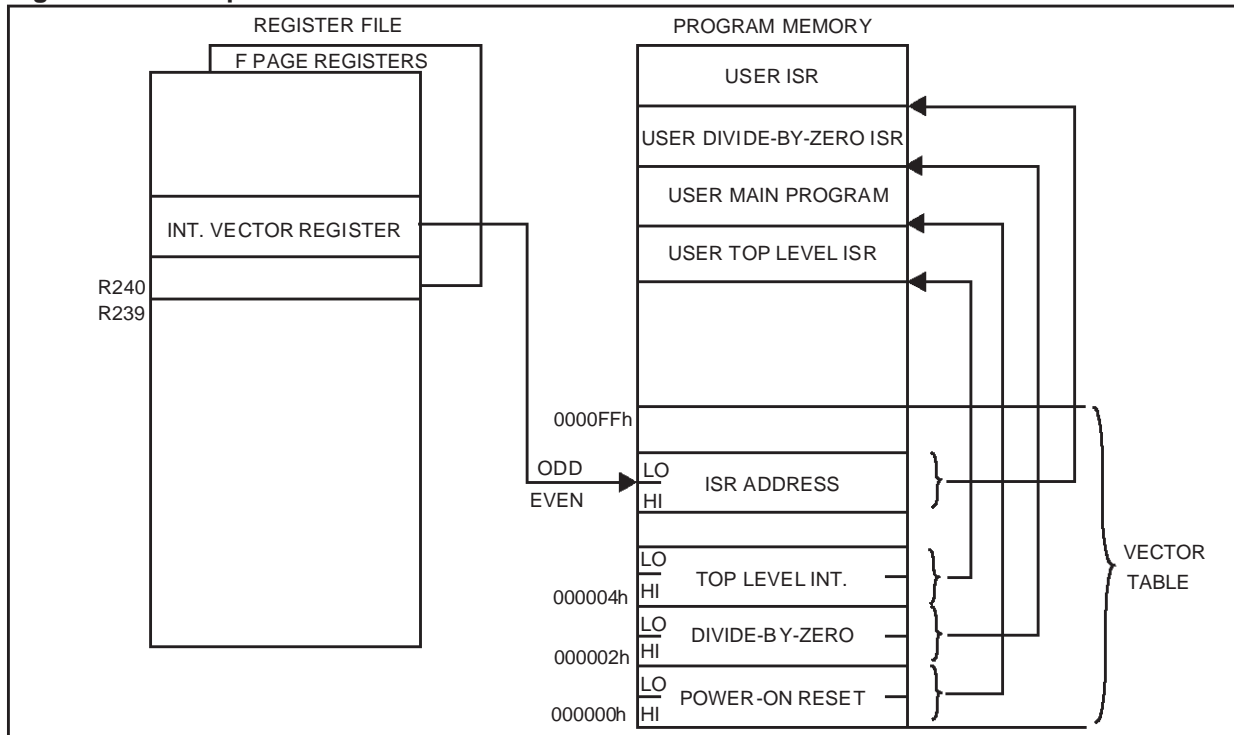 REGISTER FILE
F PAGE REGISTERS
INT. VECTOR REGISTER
R240
R239
PROGRAM MEMORY
USER ISR
USER DIVIDE-BY-ZERO ISR
USER MAIN PROGRAM
USER TOP LEVEL ISR
0000FFh
ODD
EVEN
LO
HI
ISR ADDRESS
LO
HI
TOP LEVEL INT.
000004h
LO
HI
DIVIDE-BY-ZERO
000002h
LO
HI
POWER-ON RESET
000000h
VECTOR
TABLE